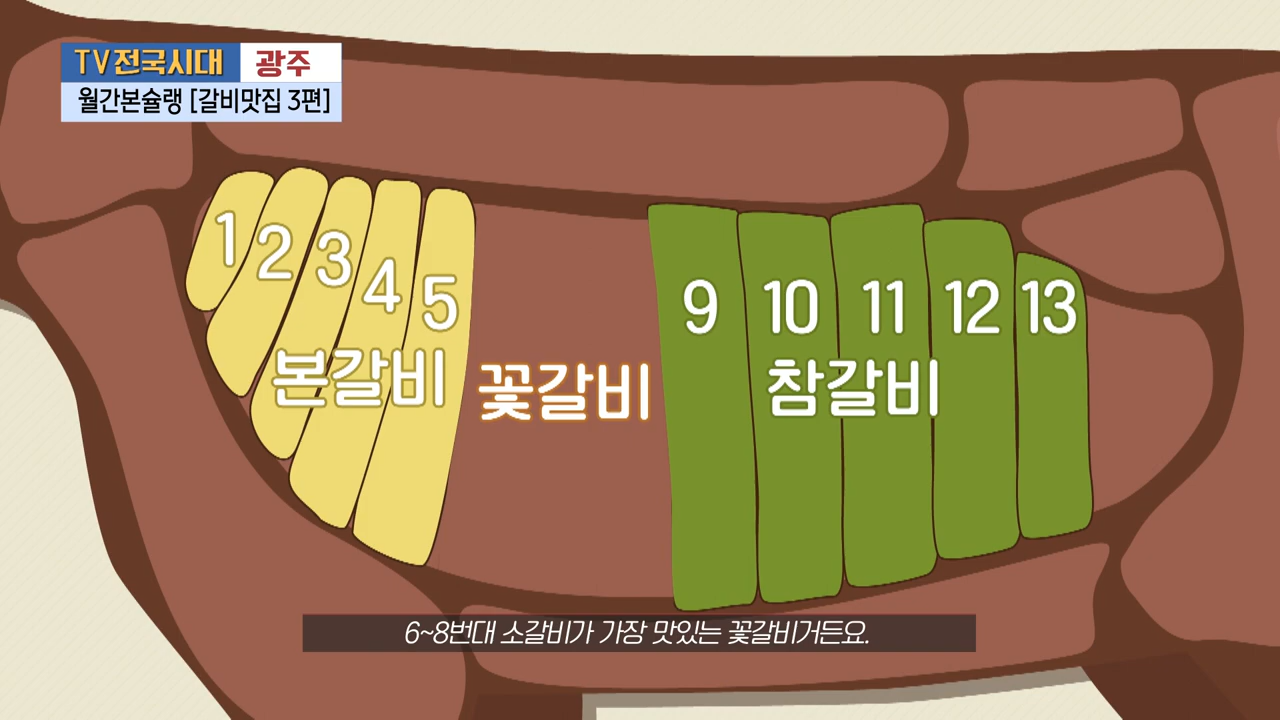 TV전국시대 광주
월간본슐랭 [갈비맛집 3편]
1 2 3 4 5
9 10 11 12 13
본갈비 꽃갈비 참갈비
6~8번대 소갈비가 가장 맛있는 꽃갈비거든요.